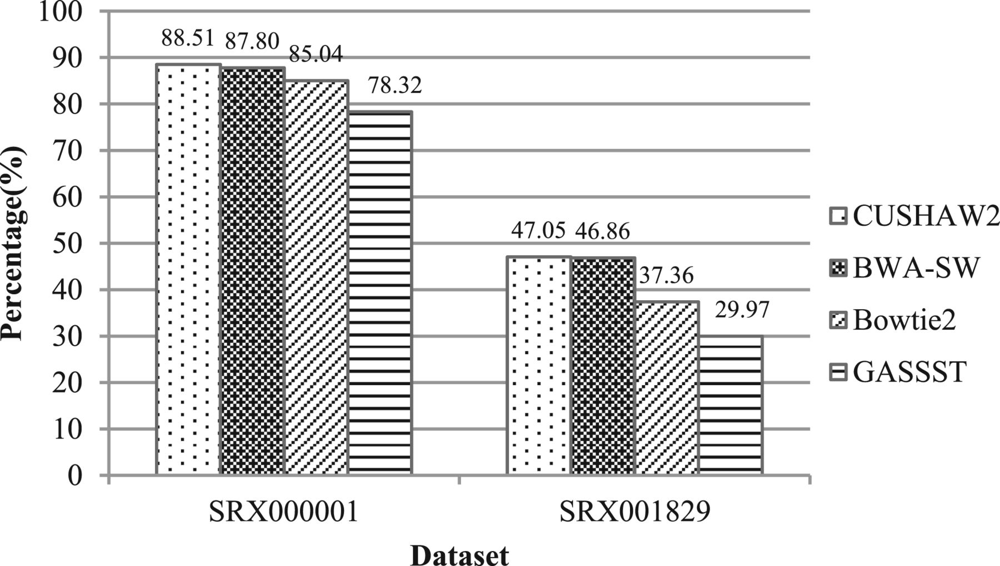 Percentage(%)
100
90
80
70
60
50
40
30
20
10
0
88.51
87.80
85.04
78.32
47.05
46.86
37.36
29.97
SRX000001
SRX001829
Dataset
CUSHAW2
BWA-SW
Bowtie2
GASSST